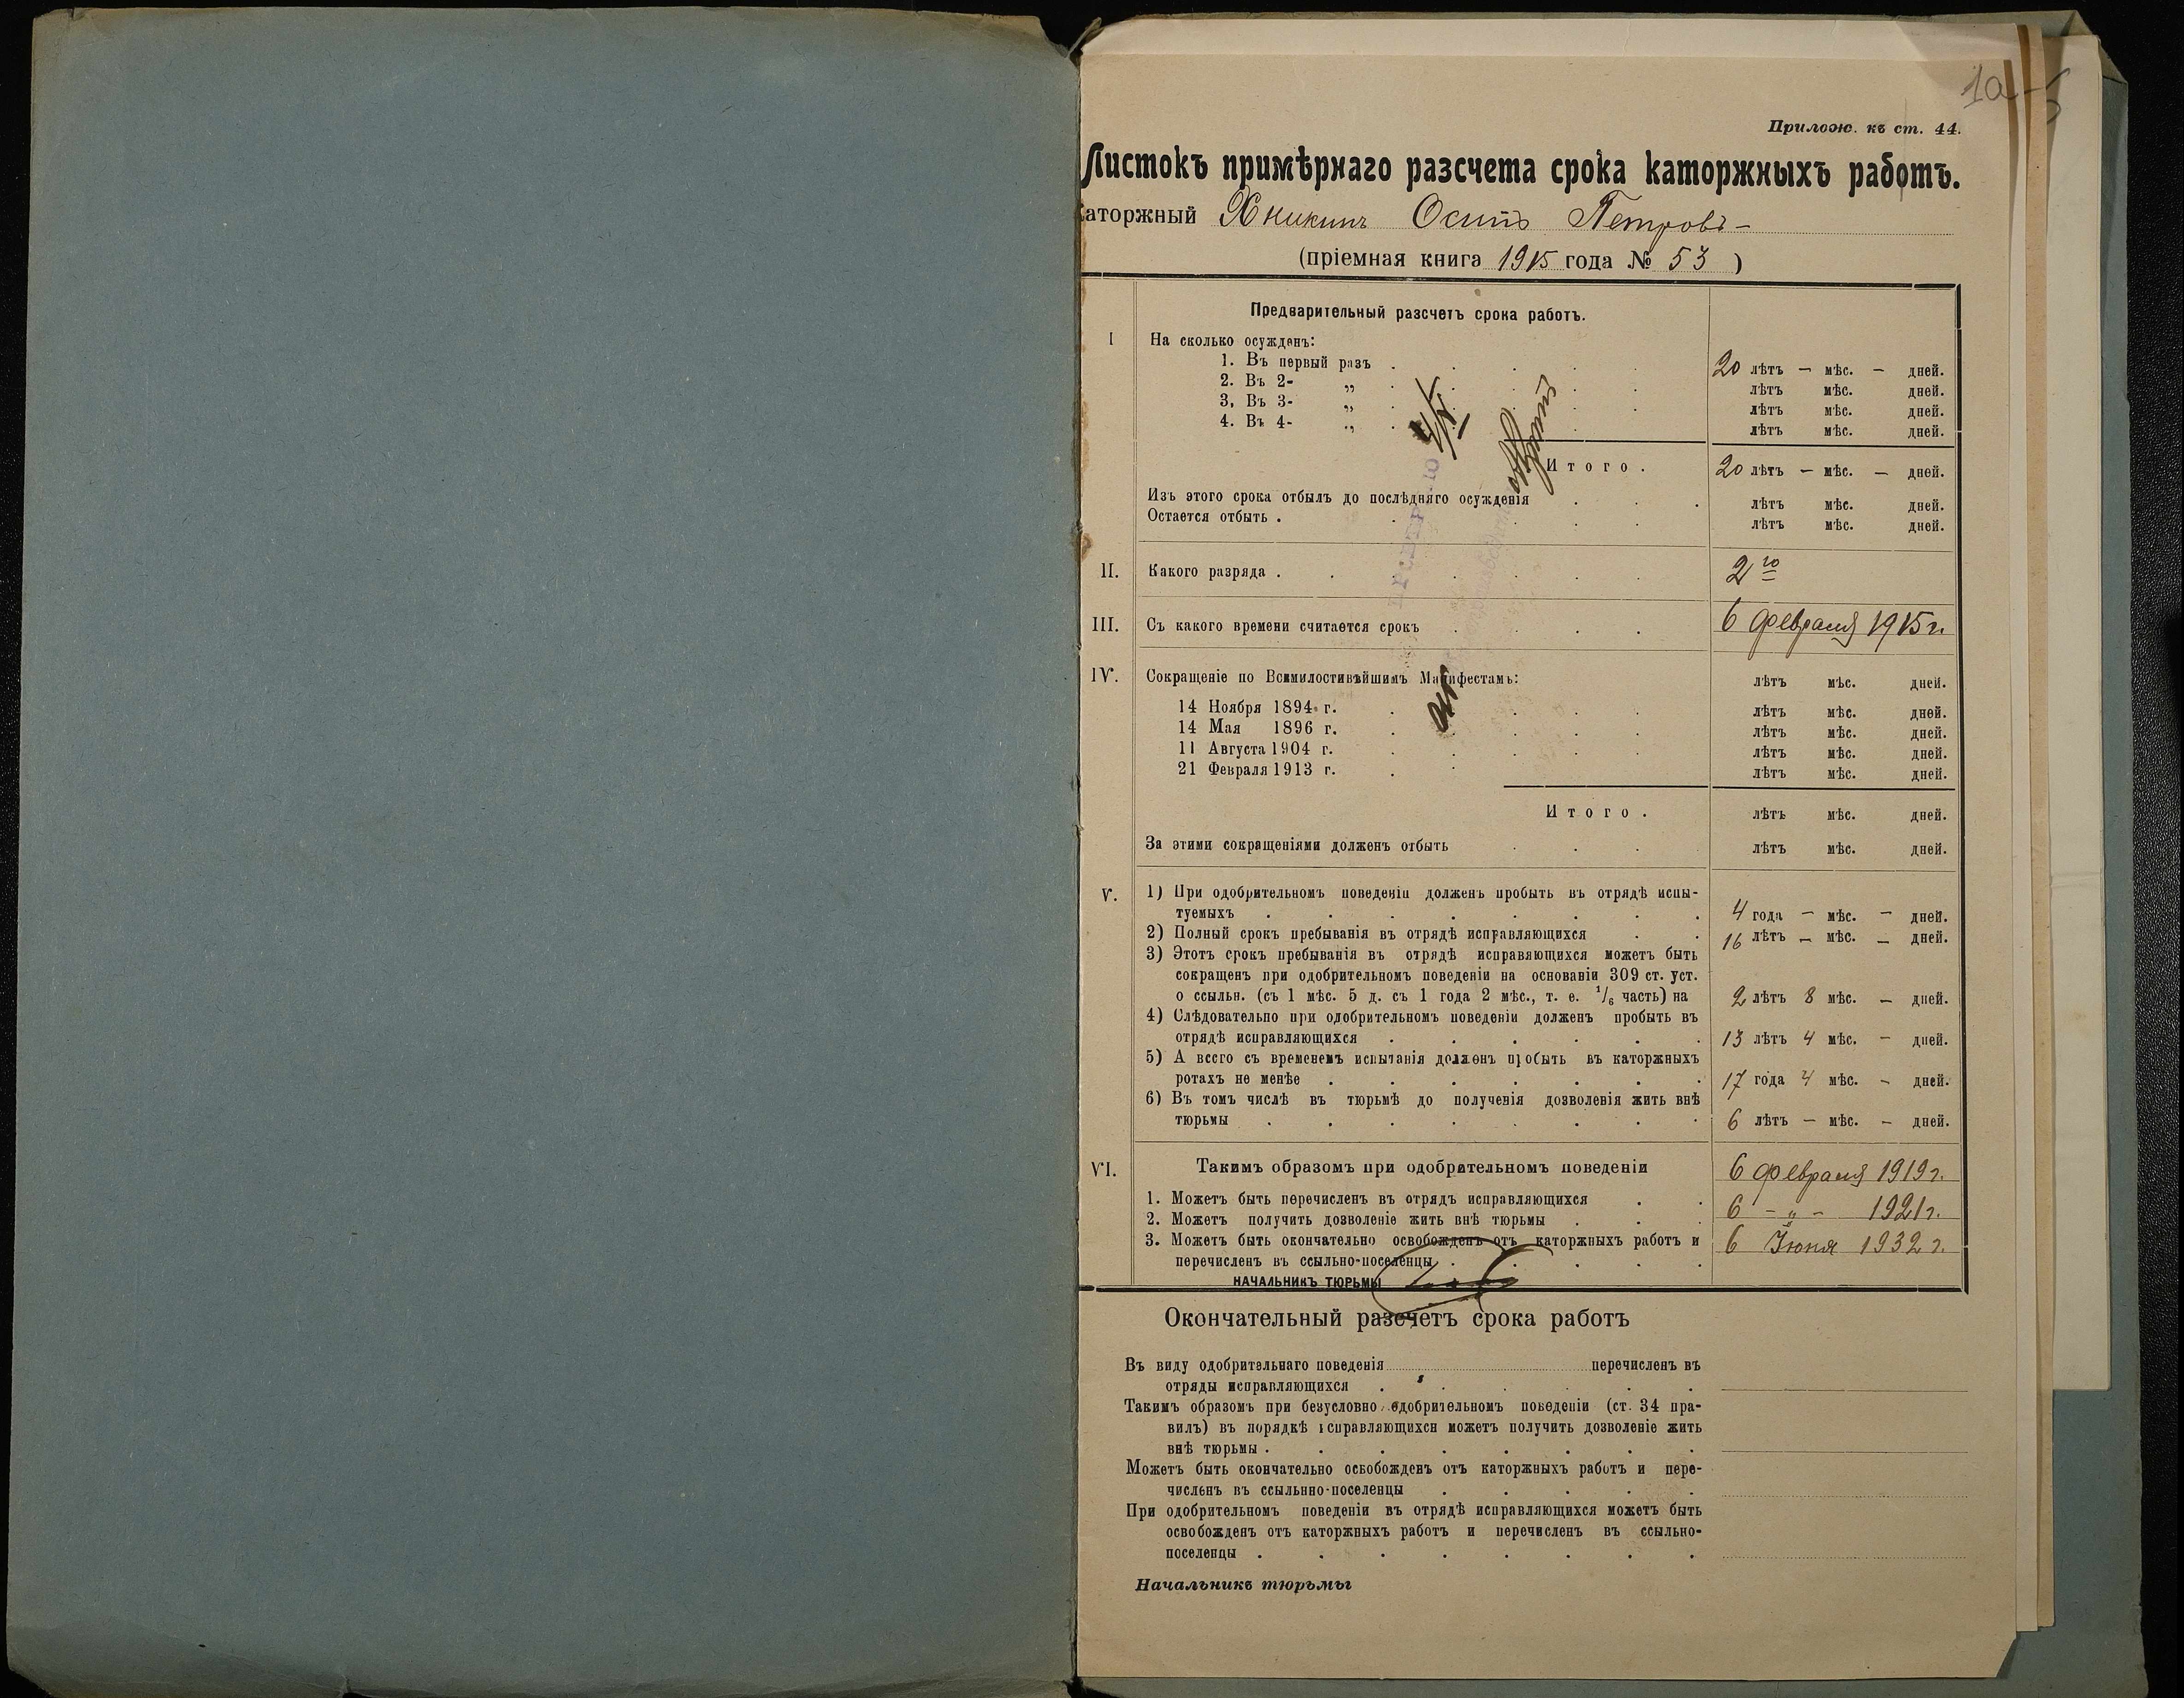 1а
Прилож. къ ст. 44.
Листокъ примѣрнаго разсчета срока каторжныхъ работъ.
аторжный Хникинъ Осипъ Петровъ -
(пріемная книга 1915 года № 53 )
Предварительный разсчетъ срока работъ.
I На сколько осужденъ:
1. Въ первый разъ . 20 лѣтъ — мѣс. — дней.
2. Въ 2- „ лѣтъ мѣс. дней.
3. Въ 3- „ лѣтъ мѣс. дней.
4. Въ 4- „ лѣтъ мѣс. дней.
Итого. 20 лѣтъ — мѣс. — дней.
Изъ этого срока отбылъ до послѣдняго осужденія лѣтъ мѣс. дней.
Остается отбыть . лѣтъ мѣс. дней.
II. Какого разряда . 2го
III. Съ какого времени считается срокъ 6 февраля 1915 г.
IV. Сокращеніе по Всемилостивѣйшимъ Манифестамъ: лѣтъ мѣс. дней.
14 Ноября 1894 г. лѣтъ мѣс. дней.
14 Мая 1896 г. лѣтъ мѣс. дней.
11 Августа 1904 г. лѣтъ мѣс. дней.
21 Февраля 1913 г. лѣтъ мѣс. дней.
Итого. лѣтъ мѣс. дней.
За этими сокращеніями долженъ отбыть лѣтъ мѣс. дней.
V. 1) При одобрительномъ поведеніи долженъ пробыть въ отрядѣ испы-
туемыхъ . 4 года — мѣс. — дней.
2) Полный срокъ пребыванія въ отрядѣ исправляющихся 16 лѣтъ — мѣс. — дней.
3) Этотъ срокъ пребыванія въ отрядѣ исправяющихся можетъ быть
сокращенъ при одобрительномъ поведеніи на основаніи 309 ст. уст.
о ссыльн. (съ 1 мѣс. 5 д. съ 1 года 2 мѣс., т. е. 1/6 часть) на 2 лѣтъ 8 мѣс. — дней.
4) Слѣдовательно при одобрительномъ поведеніи долженъ пробыть въ
отрядѣ исправляющихся . 13 лѣтъ 4 мѣс. — дней.
5) А всего съ временемъ испытанія долженъ пробыть въ каторжныхъ
ротахъ не менѣе . 17 года 4 мѣс. — дней.
6) Въ томъ числѣ въ тюрьмѣ до полученія дозволенія жить внѣ
тюрьмы . 6 лѣтъ — мѣс. — дней.
VI. Такимъ образомъ при одобрительномъ поведеніи
1. Можетъ быть перечисленъ въ отрядъ исправляющихся 6 февраля 1919 г.
2. Можетъ получить дозволеніе жить внѣ тюрьмы . 6 - „ - 1921 г.
3. Можетъ быть окончательно освобожденъ отъ каторжныхъ работъ и 6 Іюня 1932 г.
перечисленъ въ ссыльно-поселенцы .
НАЧАЛЬНИКЪ ТЮРЬМЫ
Окончательный разсчетъ срока работъ
Въ виду одобрительнаго поведенія перечисленъ въ
отряды исправляющихся .
Такимъ образомъ при безусловно одобрительномъ поведеніи (ст. 34 пра-
вилъ) въ порядкѣ исправляющихся можетъ получить дозволеніе жить
внѣ тюрьмы .
Можетъ быть окончательно освобожденъ отъ каторжныхъ работъ и пере-
численъ въ ссыльно-поселенцы .
При одобрительномъ поведеніи въ отрядѣ исправляющихся можетъ быть
освобожденъ отъ каторжныхъ работъ и перечисленъ въ ссыльно-
поселенцы .
Начальникъ тюрьмы